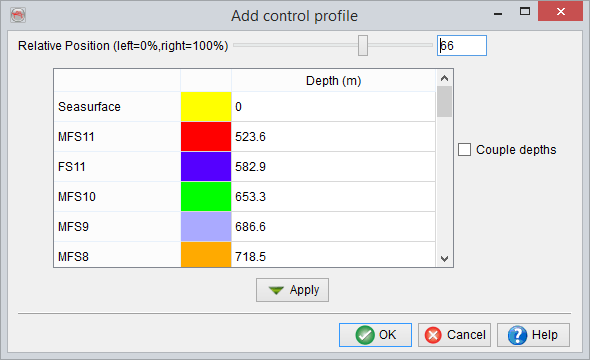 Add control profile
Relative Position (left=0%,right=100%) 66
Depth (m)
Seasurface 0
MFS11 523.6
FS11 582.9
MFS10 653.3
MFS9 686.6
MFS8 718.5
Couple depths
Apply
OK Cancel Help